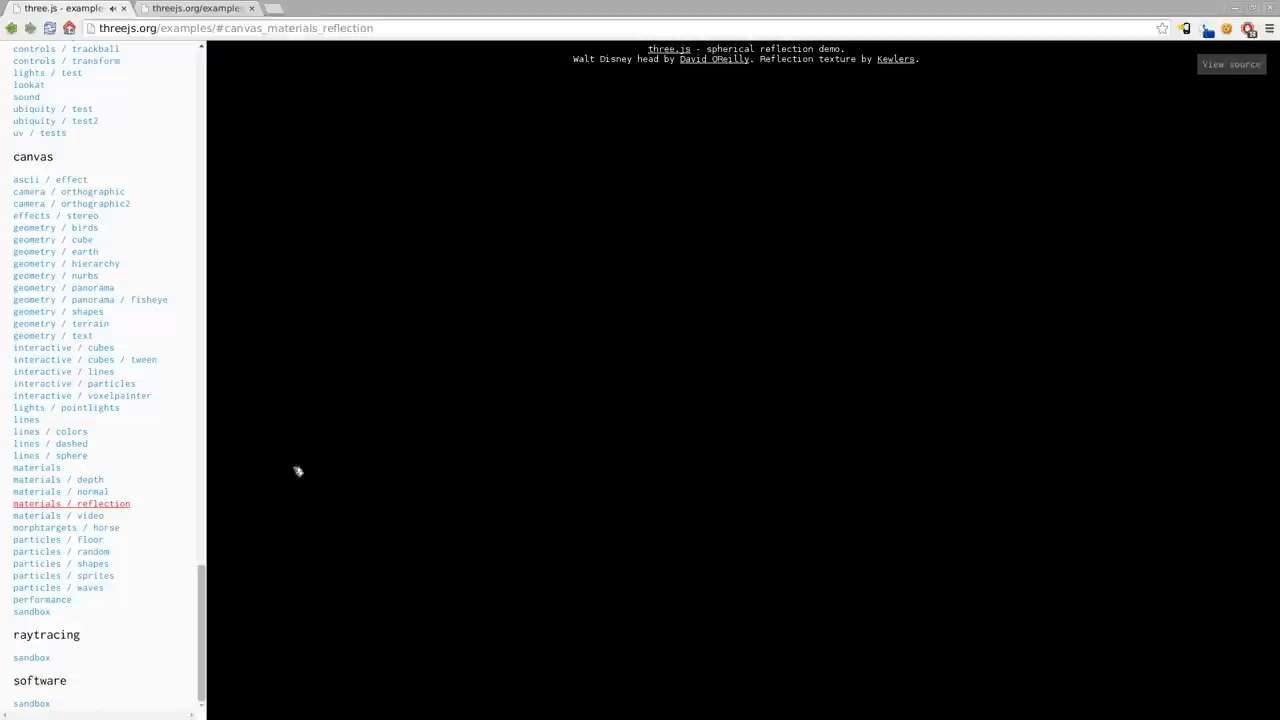 three.js - example
threejs.org/example
threejs.org/examples/#canvas_materials_reflection
controls / trackball
controls / transform
lights / test
lookat
sound
ubiquity / test
ubiquity / test2
uv / tests
canvas
ascii / effect
camera / orthographic
camera / orthographic2
effects / stereo
geometry / birds
geometry / cube
geometry / earth
geometry / hierarchy
geometry / nurbs
geometry / panorama
geometry / panorama / fisheye
geometry / shapes
geometry / terrain
geometry / text
interactive / cubes
interactive / cubes / tween
interactive / lines
interactive / particles
interactive / voxelpainter
lights / pointlights
lines
lines / colors
lines / dashed
lines / sphere
materials
materials / depth
materials / normal
materials / reflection
materials / video
morphtargets / horse
particles / floor
particles / random
particles / shapes
particles / sprites
particles / waves
performance
sandbox
raytracing
sandbox
software
sandbox
three.js - spherical reflection demo.
Walt Disney head by David OReilly. Reflection texture by Kewlers.
View source